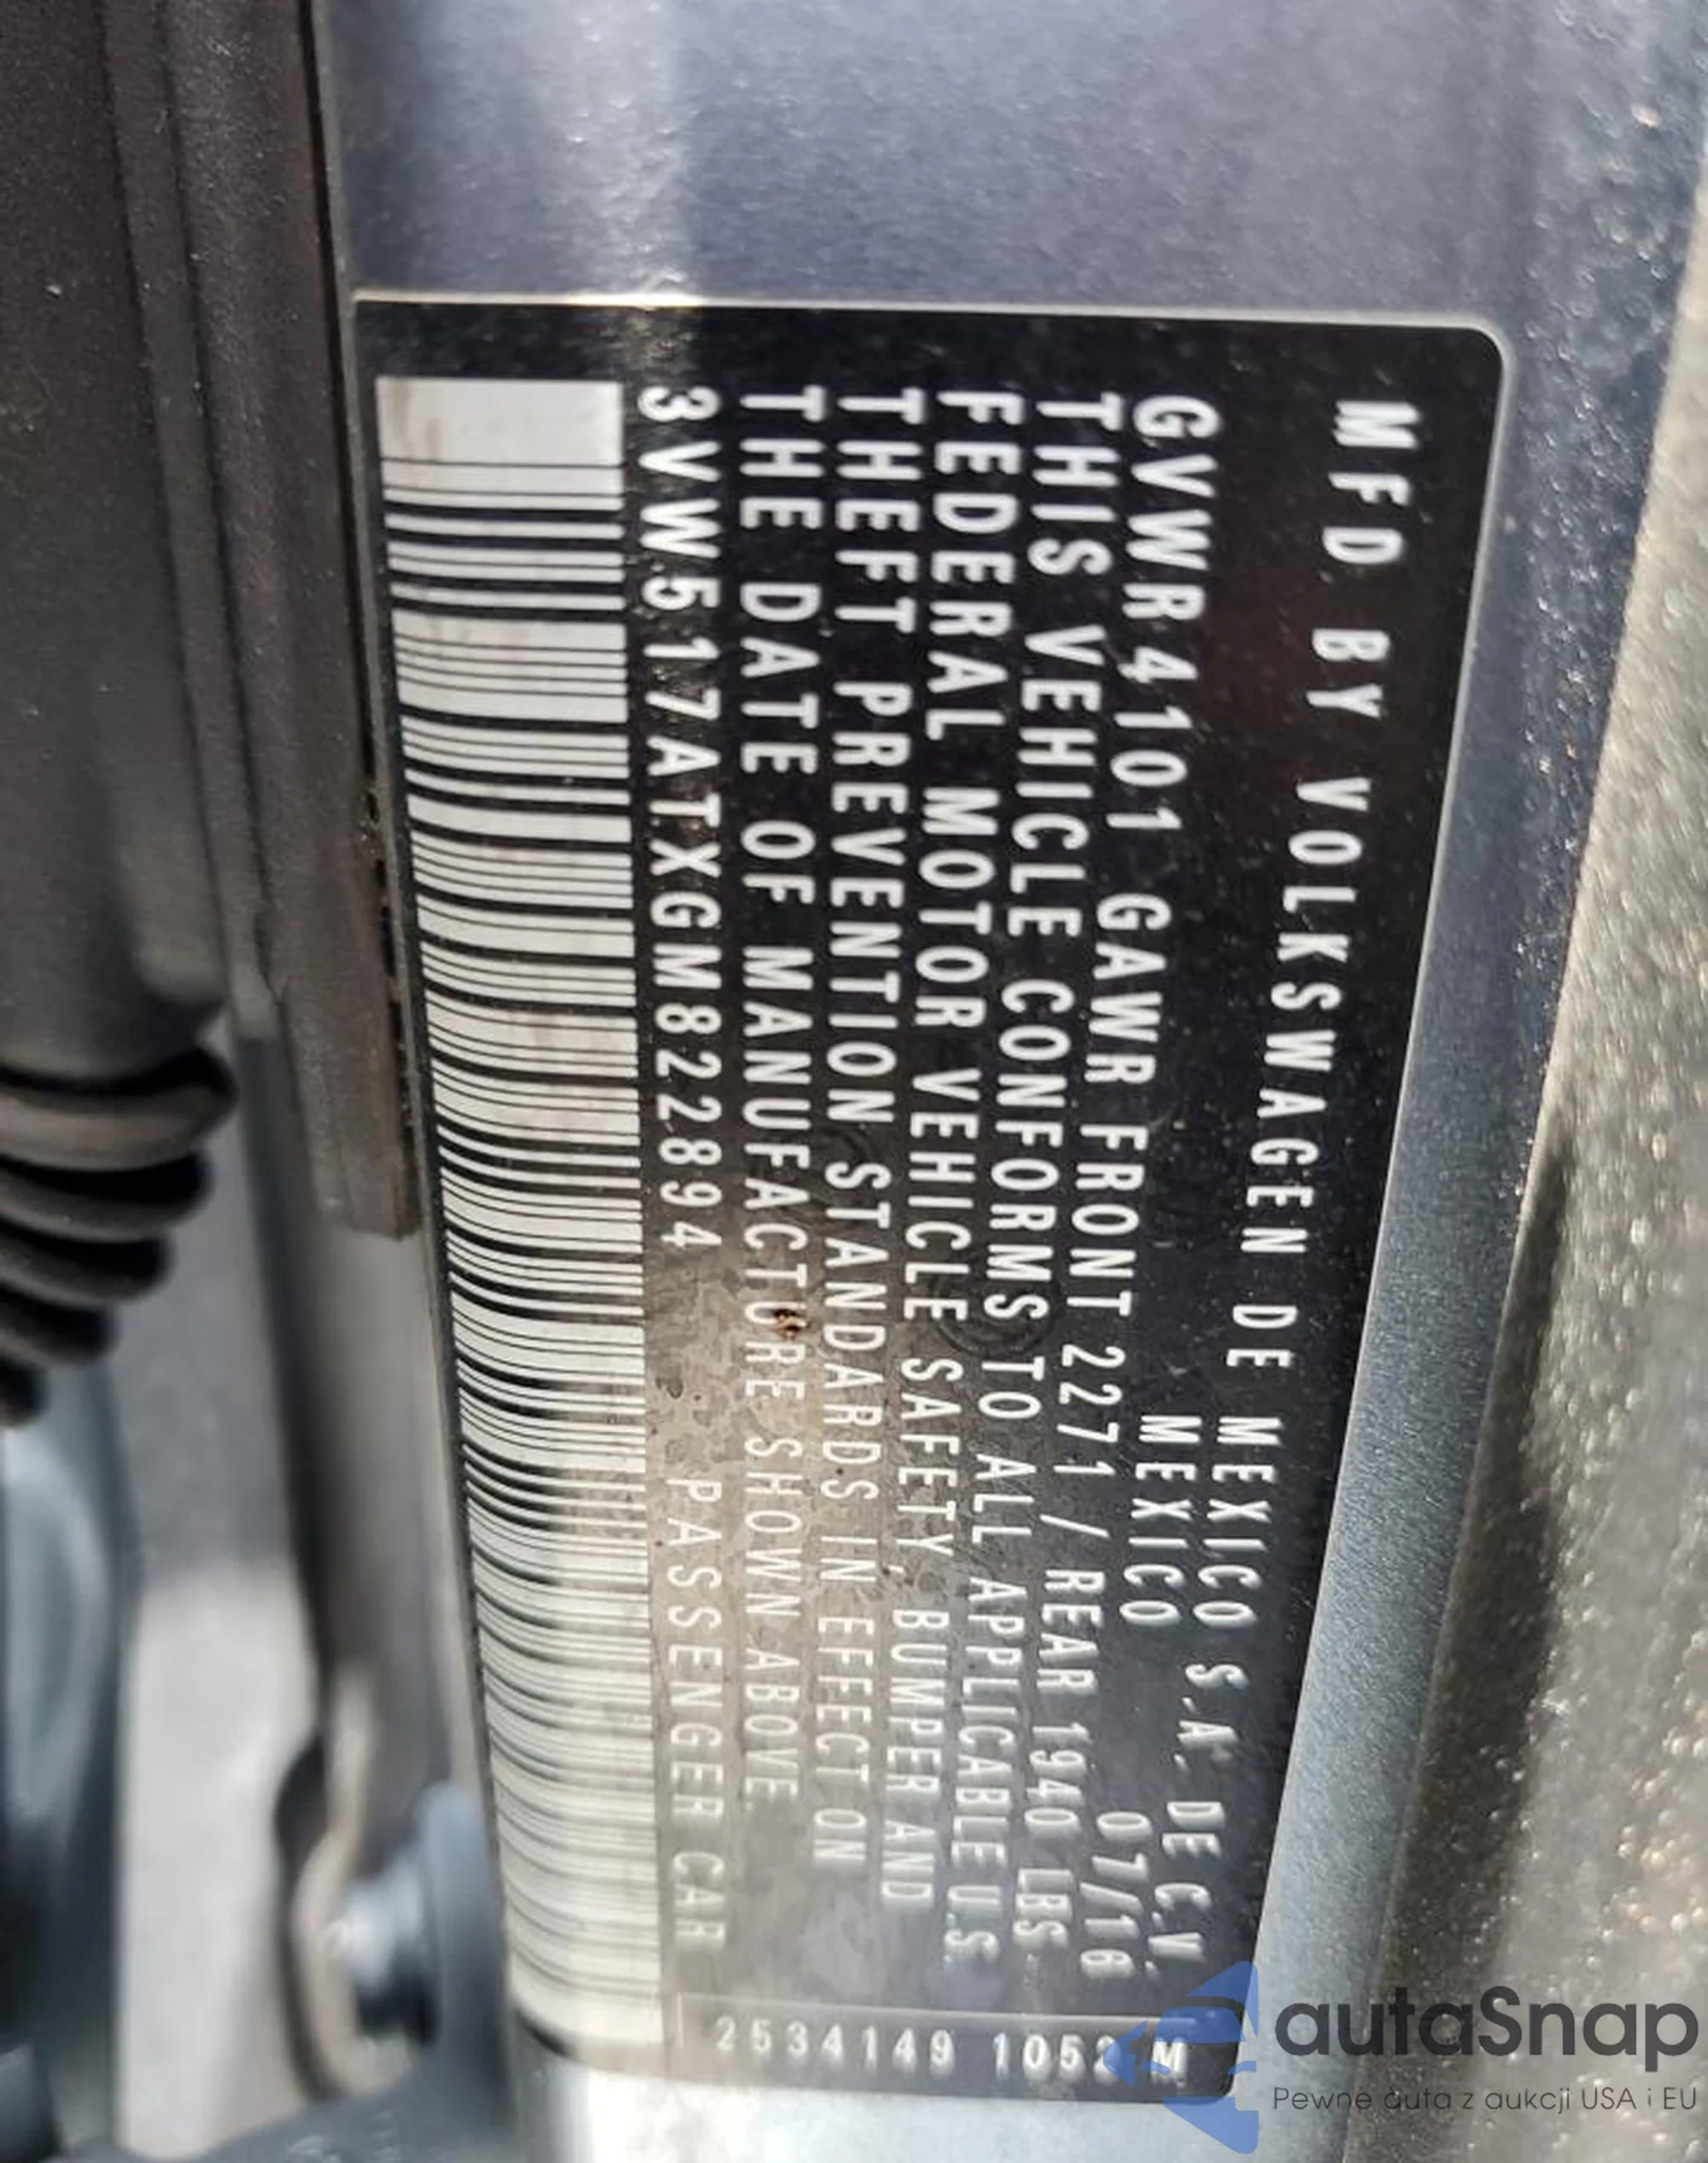 MFD BY VOLKSWAGEN DE MEXICO S.A. DE C.V.
MEXICO 07/16
GVWR 4101 GAWR FRONT 2271 / REAR 1940 LBS
THIS VEHICLE CONFORMS TO ALL APPLICABLE U.S.
FEDERAL MOTOR VEHICLE SAFETY, BUMPER AND
THEFT PREVENTION STANDARDS IN EFFECT ON
THE DATE OF MANUFACTURE SHOWN ABOVE
3VW517ATXGM822894 PASSENGER CAR
2534149 M
autaSnap
Pewne auta z aukcji USA i EU